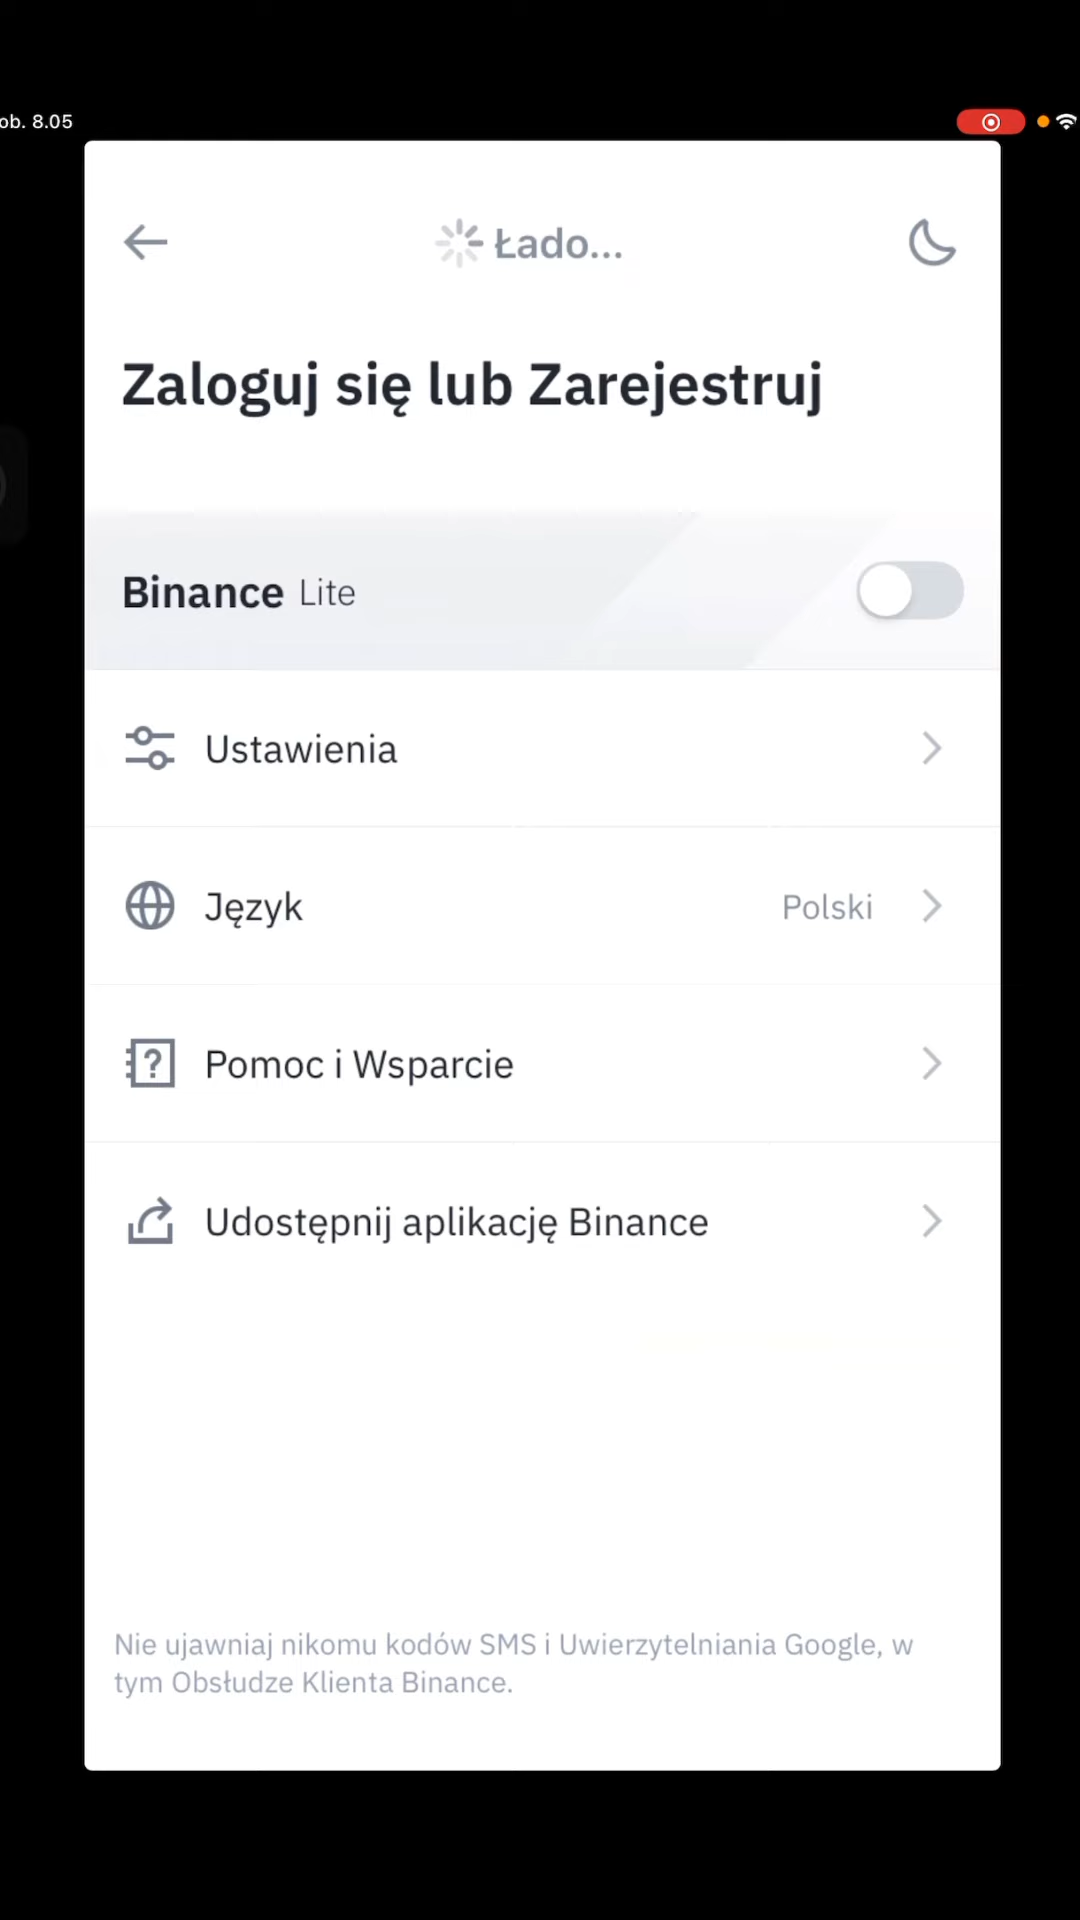 ob. 8.05
Łado...
Zaloguj się lub Zarejestruj
Binance Lite
Ustawienia
Język Polski
Pomoc i Wsparcie
Udostępnij aplikację Binance
Nie ujawniaj nikomu kodów SMS i Uwierzytelniania Google, w
tym Obsłudze Klienta Binance.